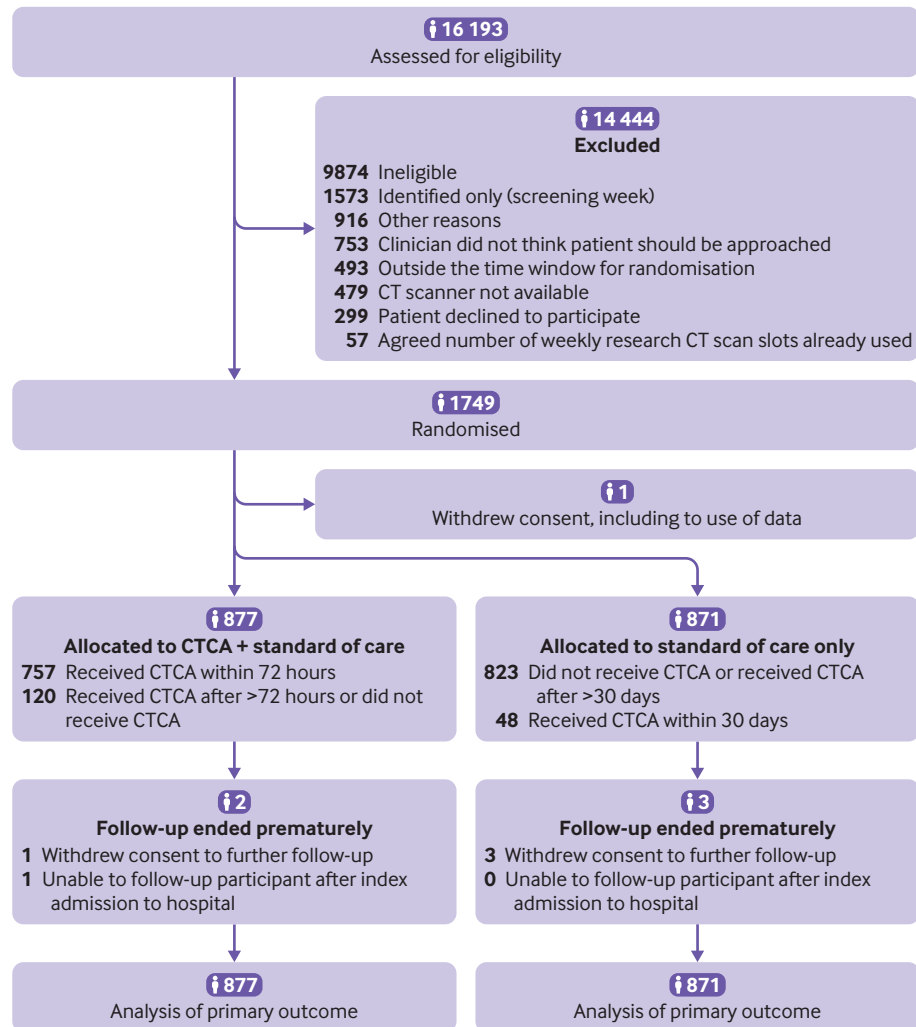 16 193
Assessed for eligibility
14 444
Excluded
9874 Ineligible
1573 Identified only (screening week)
916 Other reasons
753 Clinician did not think patient should be approached
493 Outside the time window for randomisation
479 CT scanner not available
299 Patient declined to participate
57 Agreed number of weekly research CT scan slots already used
1749
Randomised
1
Withdrew consent, including to use of data
877
Allocated to CTCA + standard of care
757 Received CTCA within 72 hours
120 Received CTCA after >72 hours or did not
receive CTCA
871
Allocated to standard of care only
823 Did not receive CTCA or received CTCA
after >30 days
48 Received CTCA within 30 days
2
Follow-up ended prematurely
1 Withdrew consent to further follow-up
1 Unable to follow-up participant after index
admission to hospital
3
Follow-up ended prematurely
3 Withdrew consent to further follow-up
0 Unable to follow-up participant after index
admission to hospital
877
Analysis of primary outcome
871
Analysis of primary outcome